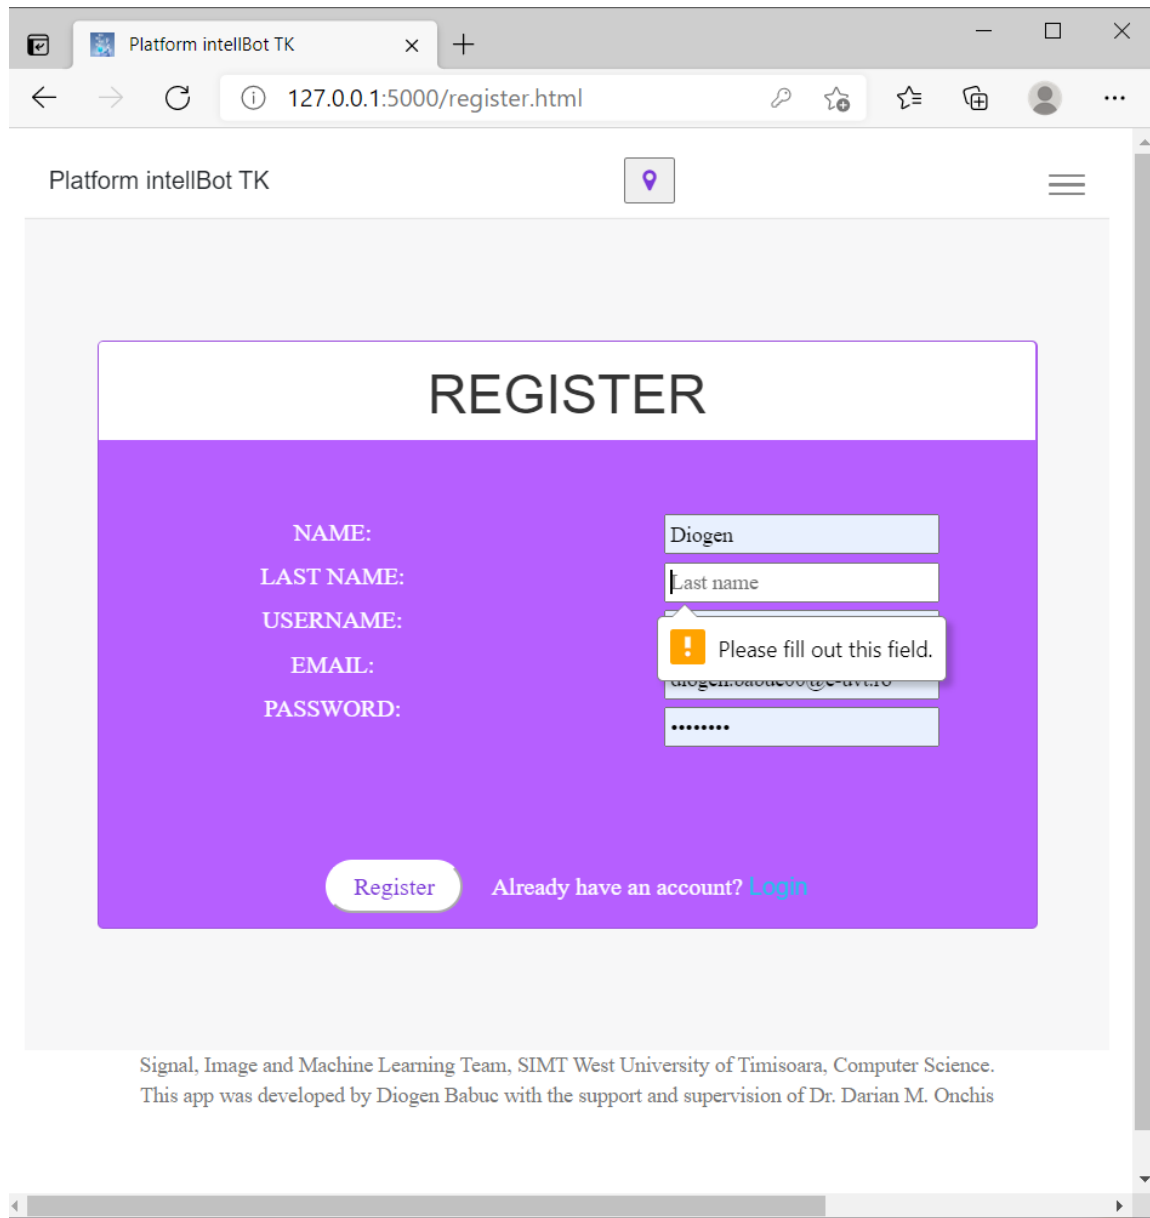 Platform intellBot TK
127.0.0.1:5000/register.html
Platform intellBot TK
REGISTER
NAME: Diogen
LAST NAME: Last name
USERNAME:
Please fill out this field.
EMAIL:
PASSWORD: ••••••••
Register Already have an account? Login
Signal, Image and Machine Learning Team, SIMT West University of Timisoara, Computer Science.
This app was developed by Diogen Babuc with the support and supervision of Dr. Darian M. Onchis